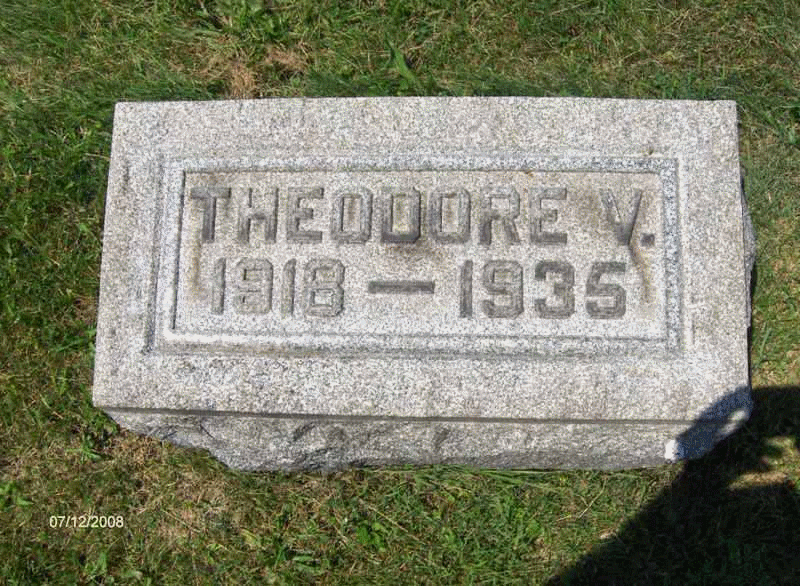 THEODORE V.
1918 — 1935
07/12/2008